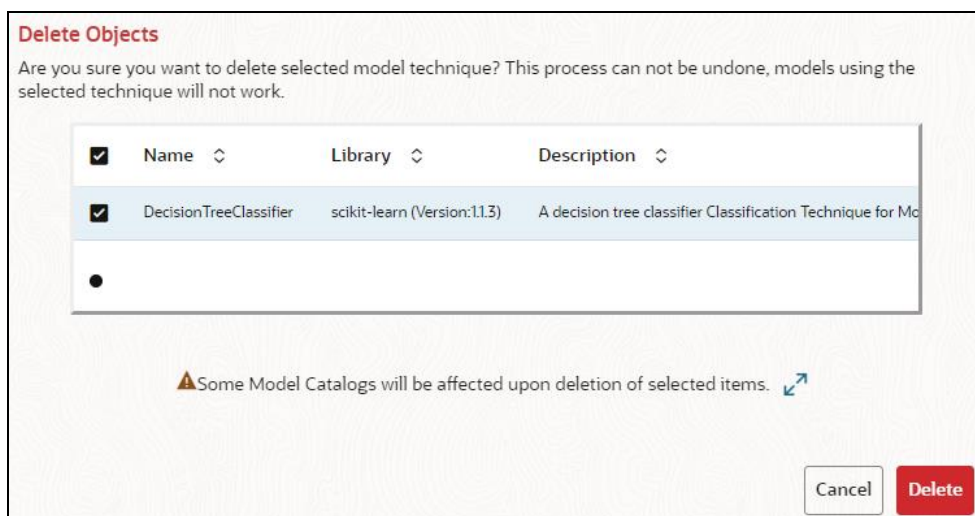 Delete Objects
Are you sure you want to delete selected model technique? This process can not be undone, models using the
selected technique will not work.
Name Library Description
DecisionTreeClassifier scikit-learn (Version:1.1.3) A decision tree classifier Classification Technique for Mo
Some Model Catalogs will be affected upon deletion of selected items.
Cancel Delete